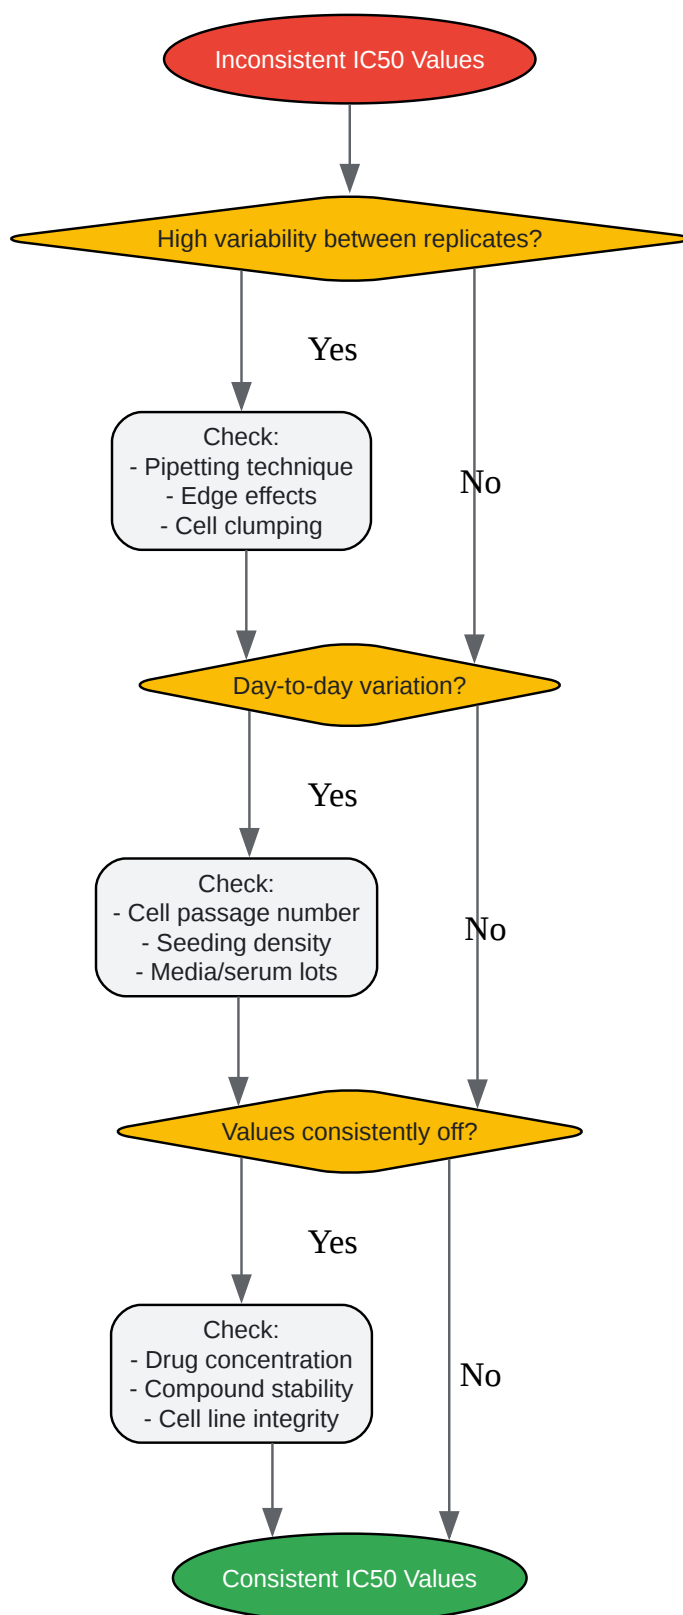 Inconsistent IC50 Values
High variability between replicates?
Yes
Check:
- Pipetting technique
- Edge effects
- Cell clumping
No
Day-to-day variation?
Yes
Check:
- Cell passage number
- Seeding density
- Media/serum lots
No
Values consistently off?
Yes
Check:
- Drug concentration
- Compound stability
- Cell line integrity
No
Consistent IC50 Values